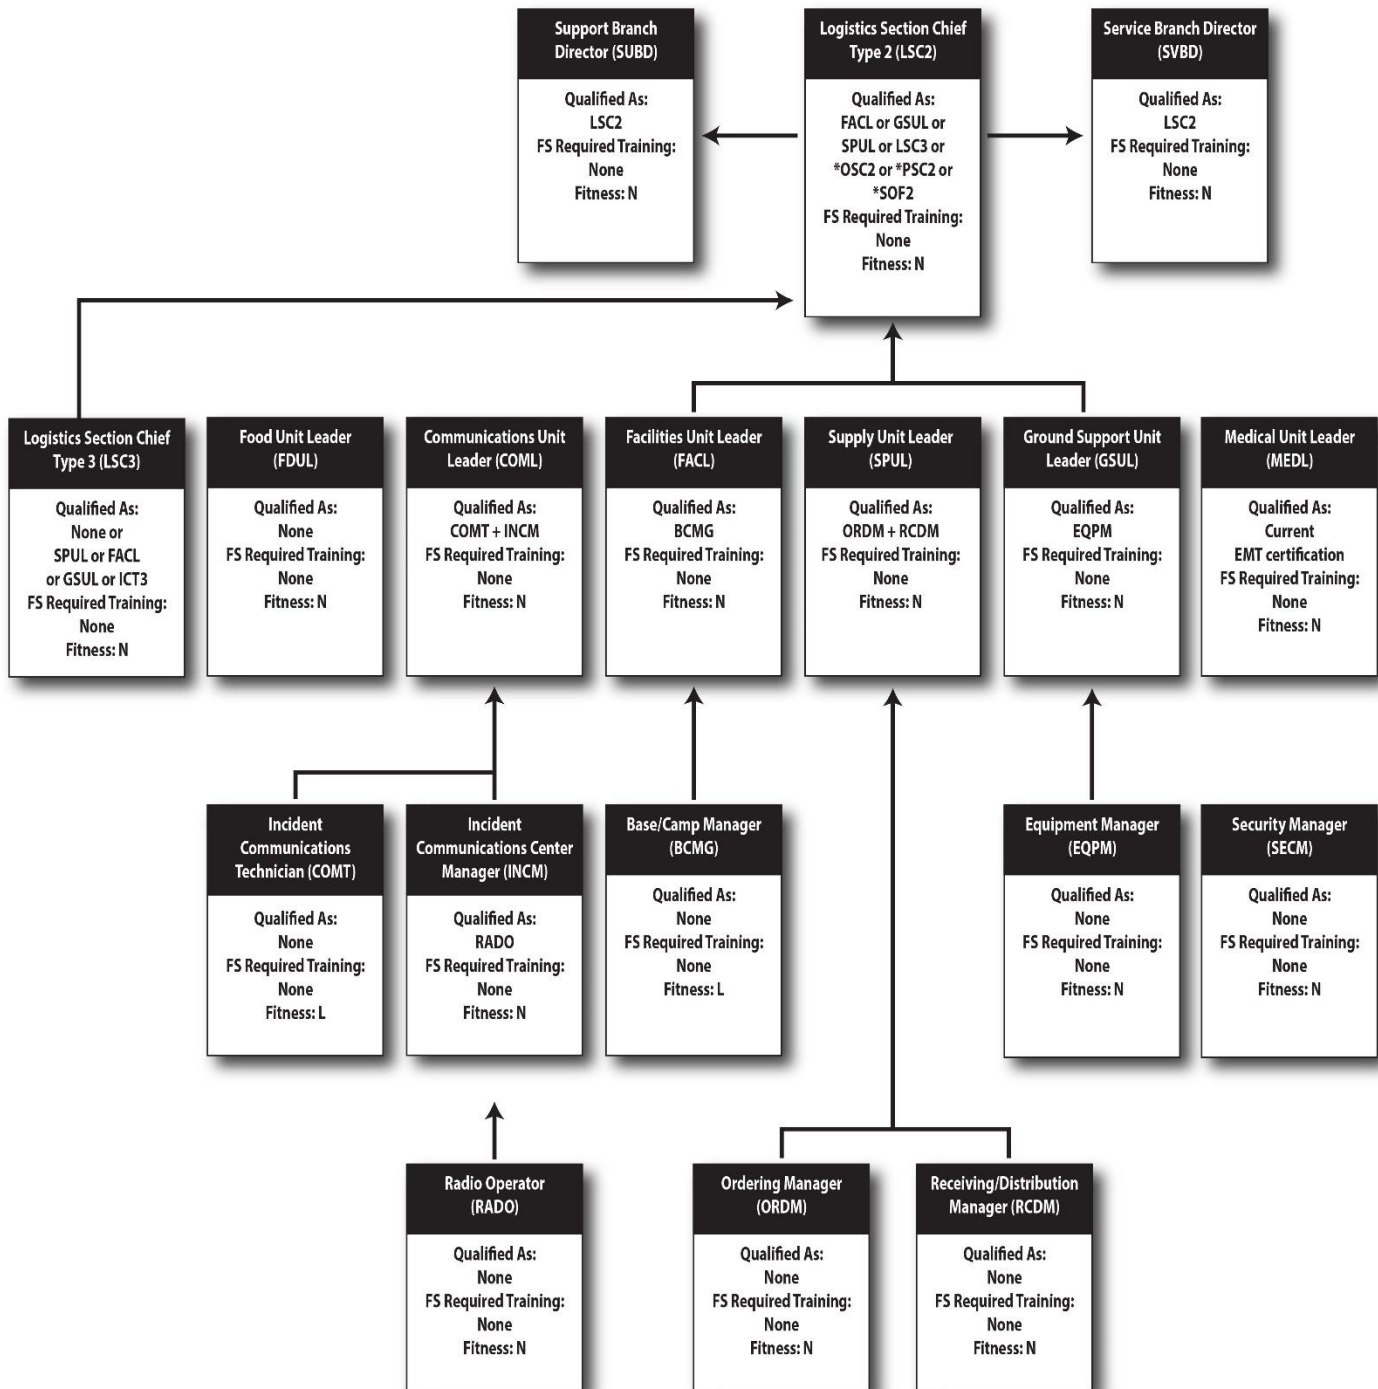 Support Branch
Director (SUBD)
Qualified As:
LSC2
FS Required Training:
None
Fitness: N
Logistics Section Chief
Type 2 (LSC2)
Qualified As:
FACL or GSUL or
SPUL or LSC3 or
*OSC2 or *PSC2 or
*SOF2
FS Required Training:
None
Fitness: N
Service Branch Director
(SVBD)
Qualified As:
LSC2
FS Required Training:
None
Fitness: N
Logistics Section Chief
Type 3 (LSC3)
Qualified As:
None or
SPUL or FACL
or GSUL or ICT3
FS Required Training:
None
Fitness: N
Food Unit Leader
(FDUL)
Qualified As:
None
FS Required Training:
None
Fitness: N
Communications Unit
Leader (COML)
Qualified As:
COMT + INCM
FS Required Training:
None
Fitness: N
Facilities Unit Leader
(FACL)
Qualified As:
BCMG
FS Required Training:
None
Fitness: N
Supply Unit Leader
(SPUL)
Qualified As:
ORDM + RCDM
FS Required Training:
None
Fitness: N
Ground Support Unit
Leader (GSUL)
Qualified As:
EQPM
FS Required Training:
None
Fitness: N
Medical Unit Leader
(MEDL)
Qualified As:
Current
EMT certification
FS Required Training:
None
Fitness: N
Incident
Communications
Technician (COMT)
Qualified As:
None
FS Required Training:
None
Fitness: L
Incident
Communications Center
Manager (INCM)
Qualified As:
RADO
FS Required Training:
None
Fitness: N
Base/Camp Manager
(BCMG)
Qualified As:
None
FS Required Training:
None
Fitness: L
Equipment Manager
(EQPM)
Qualified As:
None
FS Required Training:
None
Fitness: N
Security Manager
(SECM)
Qualified As:
None
FS Required Training:
None
Fitness: N
Radio Operator
(RADO)
Qualified As:
None
FS Required Training:
None
Fitness: N
Ordering Manager
(ORDM)
Qualified As:
None
FS Required Training:
None
Fitness: N
Receiving/Distribution
Manager (RCDM)
Qualified As:
None
FS Required Training:
None
Fitness: N